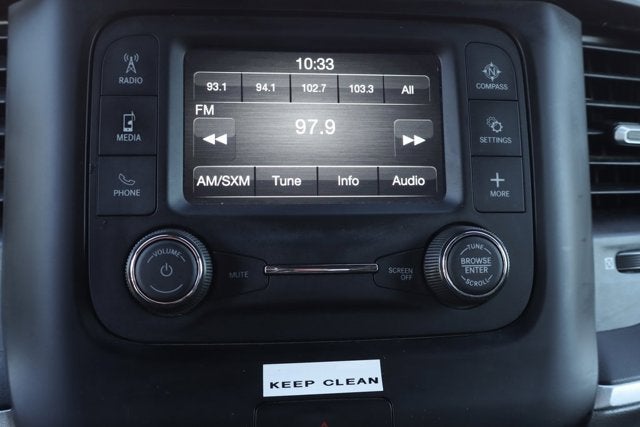 10:33
93.1 94.1 102.7 103.3 All
FM
97.9
AM/SXM Tune Info Audio
RADIO
MEDIA
PHONE
COMPASS
SETTINGS
MORE
VOLUME
MUTE
SCREEN
OFF
TUNE
BROWSE
ENTER
SCROLL
KEEP CLEAN